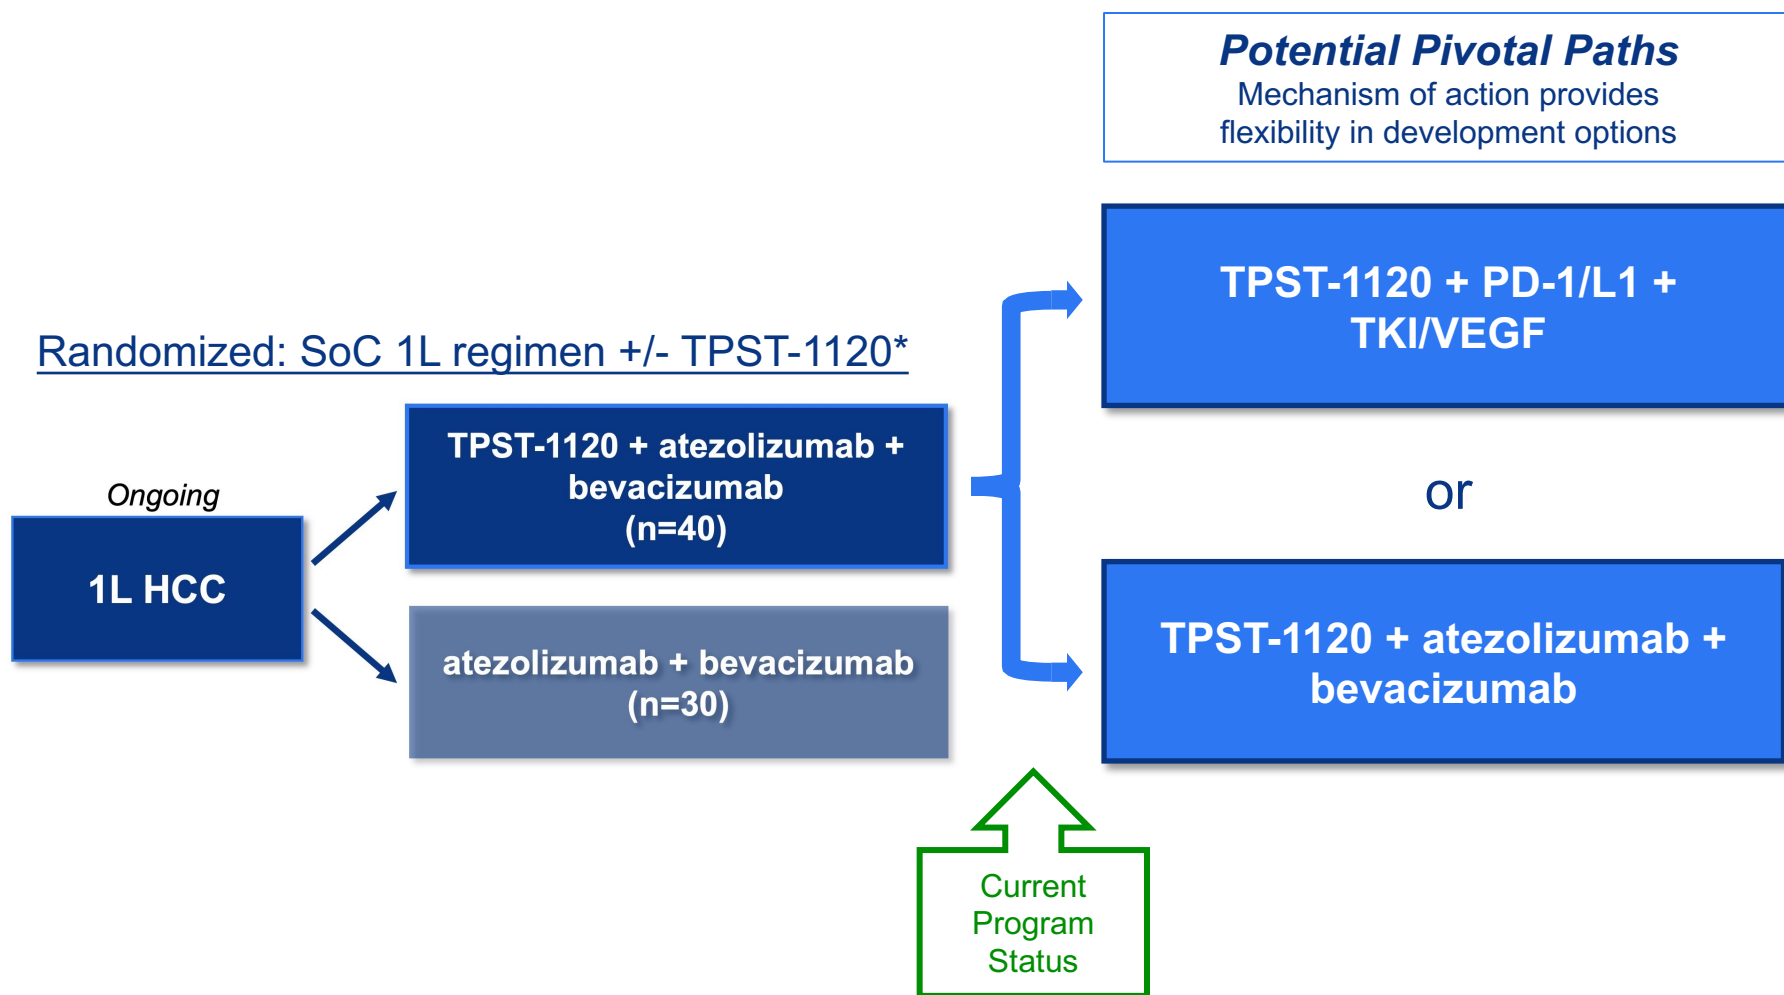 Potential Pivotal Paths
Mechanism of action provides
flexibility in development options
Randomized: SoC 1L regimen +/- TPST-1120*
Ongoing
1L HCC
TPST-1120 + atezolizumab +
bevacizumab
(n=40)
atezolizumab + bevacizumab
(n=30)
TPST-1120 + PD-1/L1 +
TKI/VEGF
or
TPST-1120 + atezolizumab +
bevacizumab
Current
Program
Status